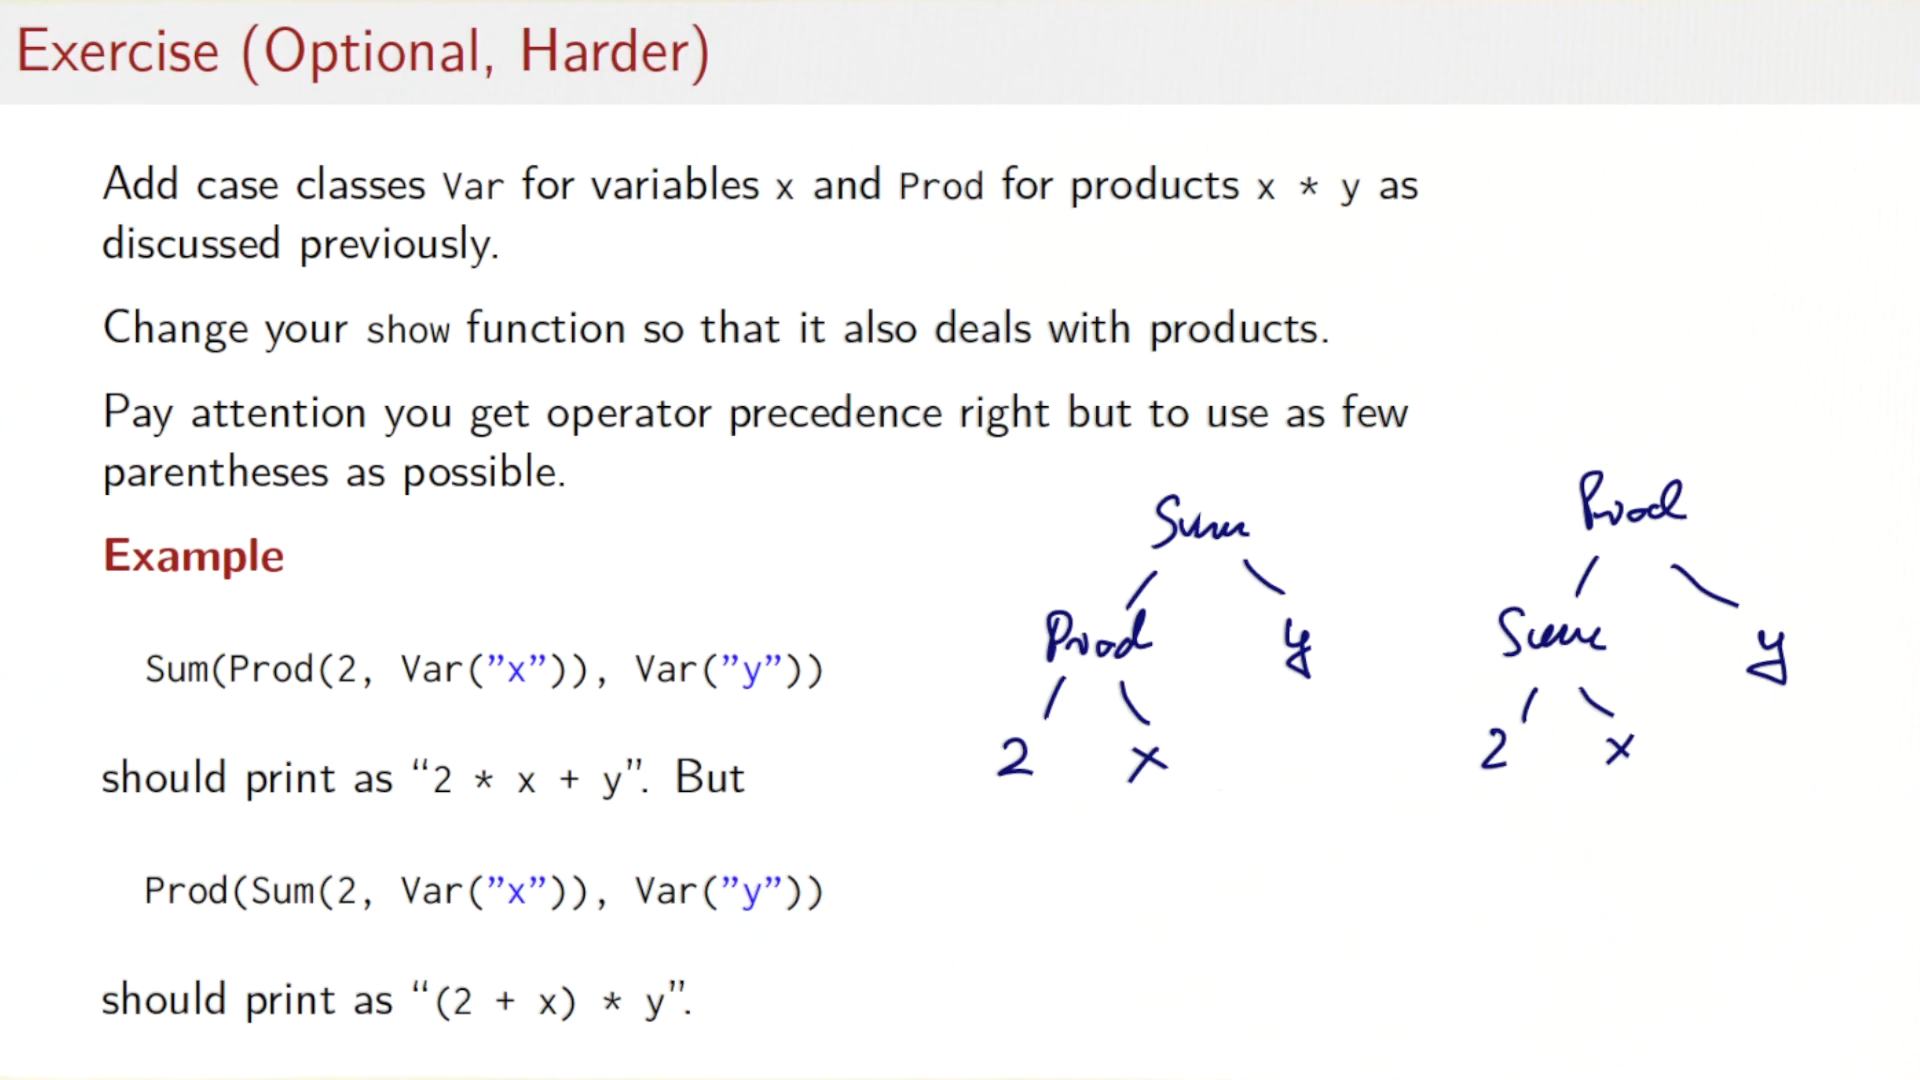 Exercise (Optional, Harder)
Add case classes Var for variables x and Prod for products x * y as
discussed previously.
Change your show function so that it also deals with products.
Pay attention you get operator precedence right but to use as few
parentheses as possible.
Example
Sum(Prod(2, Var(”x”)), Var(”y”))
should print as “2 * x + y”. But
Prod(Sum(2, Var(”x”)), Var(”y”))
should print as “(2 + x) * y”.
Sum
Prod y
2 x
Prod
Sum y
2 x